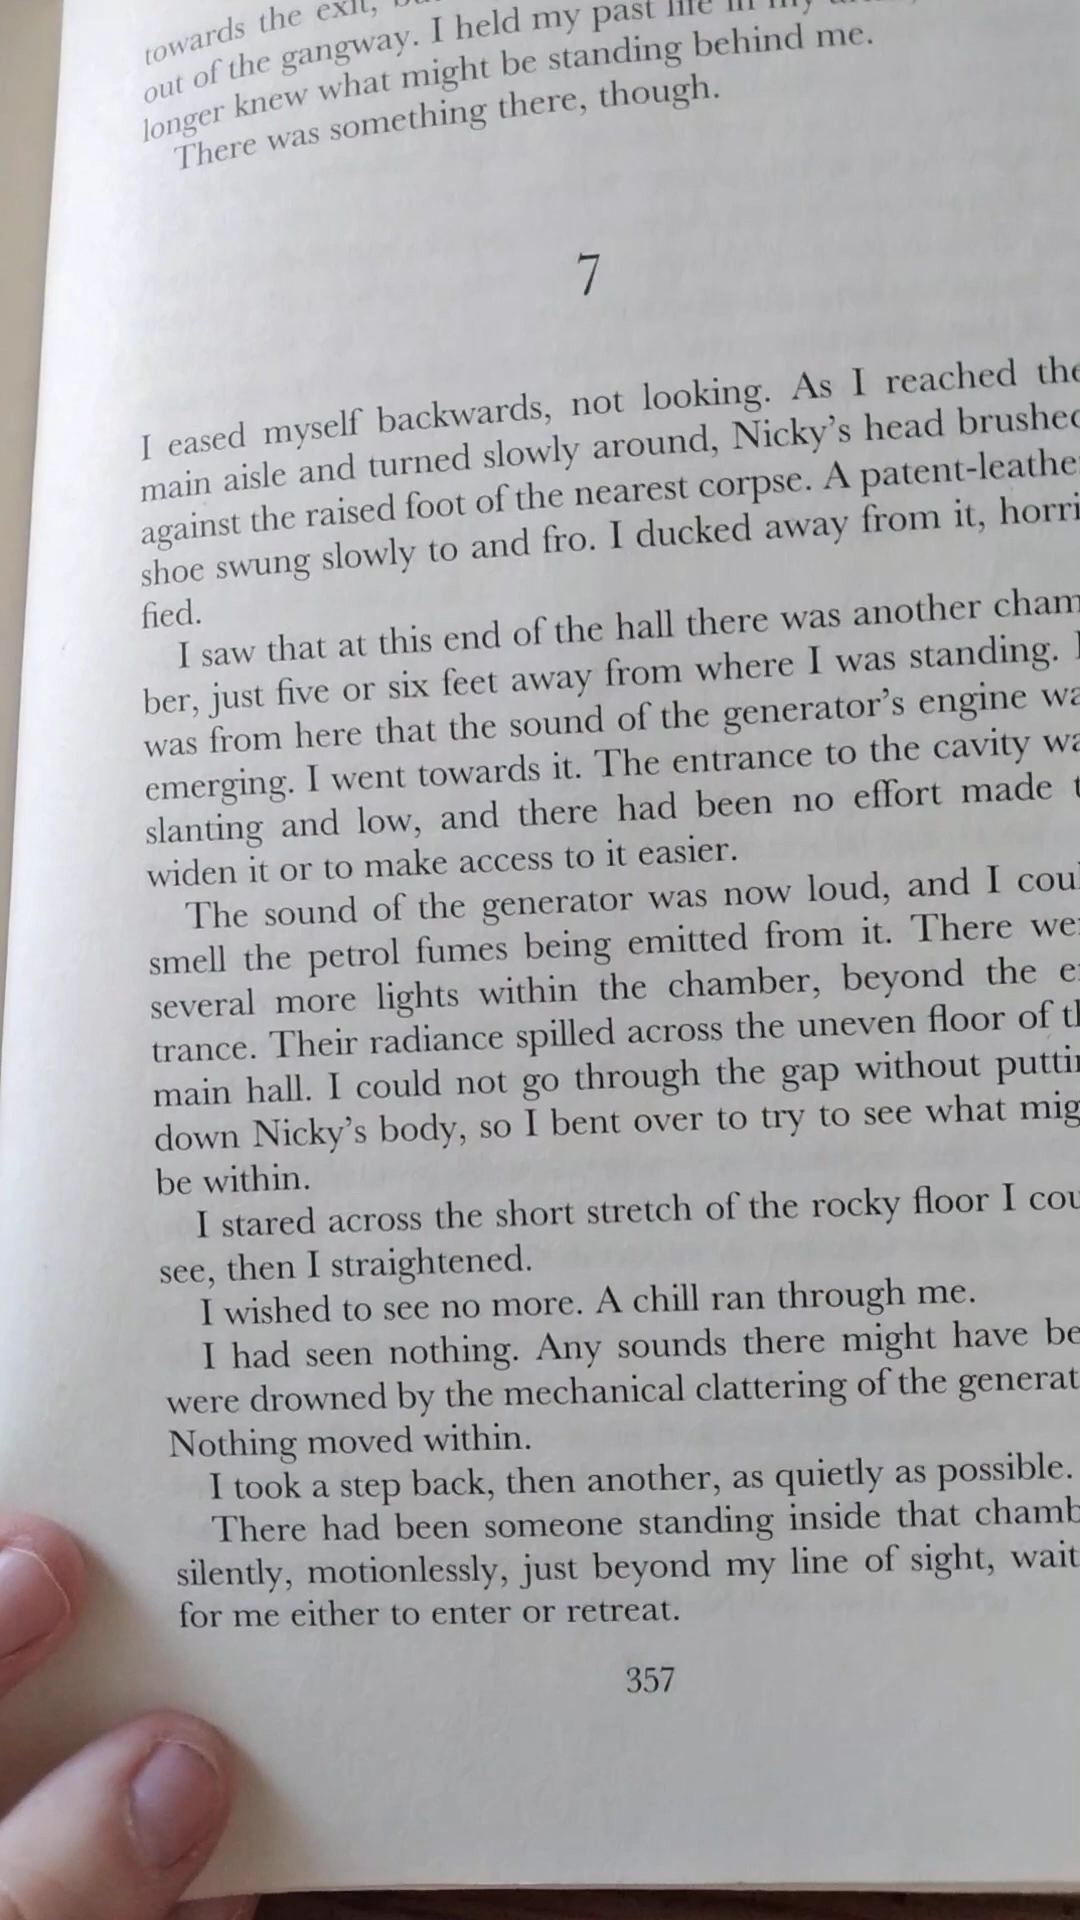 towards the exit,
out of the gangway. I held my past life in my
longer knew what might be standing behind me.
There was something there, though.
7
I eased myself backwards, not looking. As I reached the
main aisle and turned slowly around, Nicky's head brushed
against the raised foot of the nearest corpse. A patent-leathe
shoe swung slowly to and fro. I ducked away from it, horri
fied.
I saw that at this end of the hall there was another cham
ber, just five or six feet away from where I was standing.
was from here that the sound of the generator's engine wa
emerging. I went towards it. The entrance to the cavity wa
slanting and low, and there had been no effort made t
widen it or to make access to it easier.
The sound of the generator was now loud, and I coul
smell the petrol fumes being emitted from it. There we
several more lights within the chamber, beyond the e
trance. Their radiance spilled across the uneven floor of th
main hall. I could not go through the gap without puttin
down Nicky's body, so I bent over to try to see what mig
be within.
I stared across the short stretch of the rocky floor I cou
see, then I straightened.
I wished to see no more. A chill ran through me.
I had seen nothing. Any sounds there might have be
were drowned by the mechanical clattering of the generat
Nothing moved within.
I took a step back, then another, as quietly as possible.
There had been someone standing inside that chamb
silently, motionlessly, just beyond my line of sight, wait
for me either to enter or retreat.
357